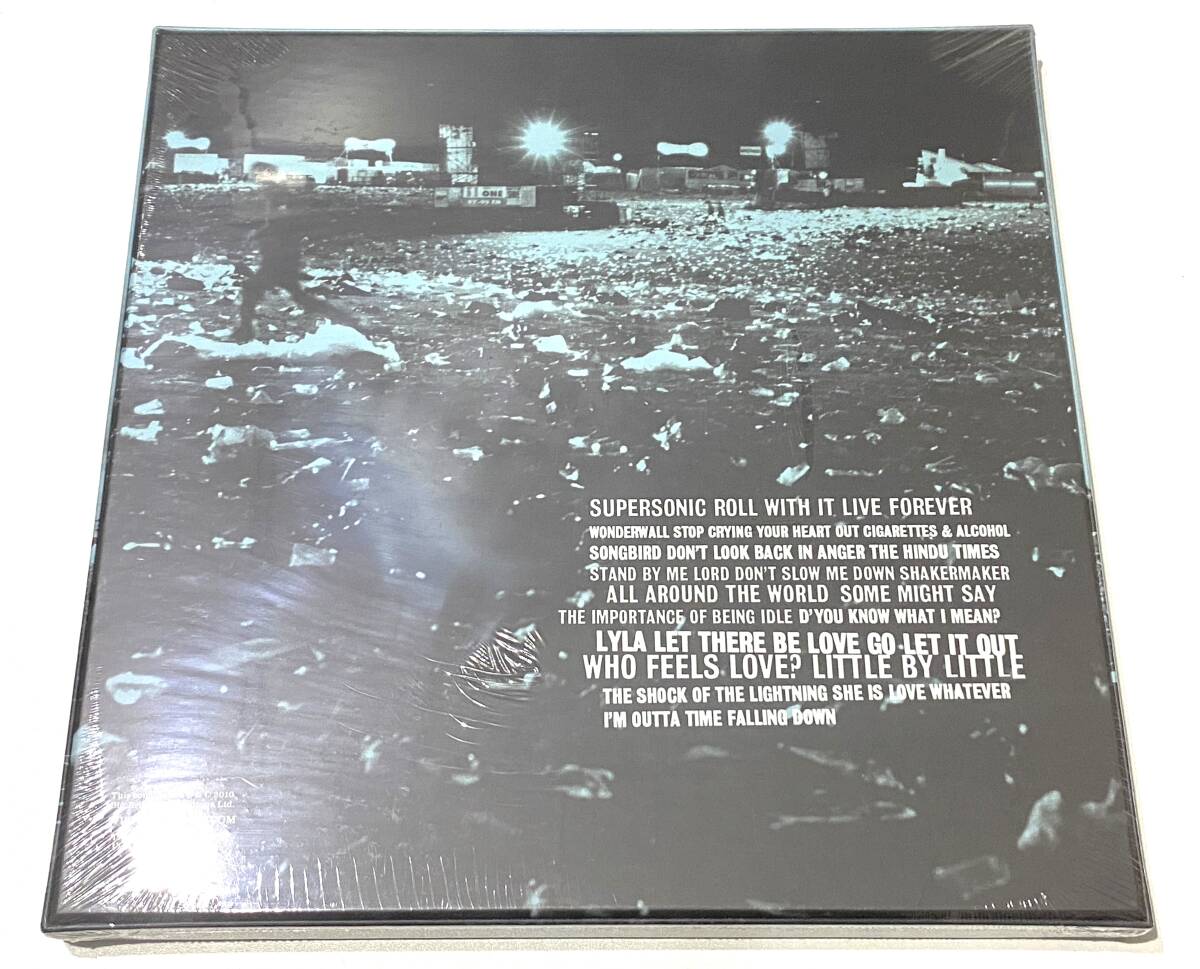 ONE
SUPERSONIC ROLL WITH IT LIVE FOREVER
WONDERWALL STOP CRYING YOUR HEART OUT CIGARETTES & ALCOHOL
SONGBIRD DON'T LOOK BACK IN ANGER THE HINDU TIMES
STAND BY ME LORD DON'T SLOW ME DOWN SHAKERMAKER
ALL AROUND THE WORLD SOME MIGHT SAY
THE IMPORTANCE OF BEING IDLE D'YOU KNOW WHAT I MEAN?
LYLA LET THERE BE LOVE GO LET IT OUT
WHO FEELS LOVE? LITTLE BY LITTLE
THE SHOCK OF THE LIGHTNING SHE IS LOVE WHATEVER
I'M OUTTA TIME FALLING DOWN
This 2010
Ltd.